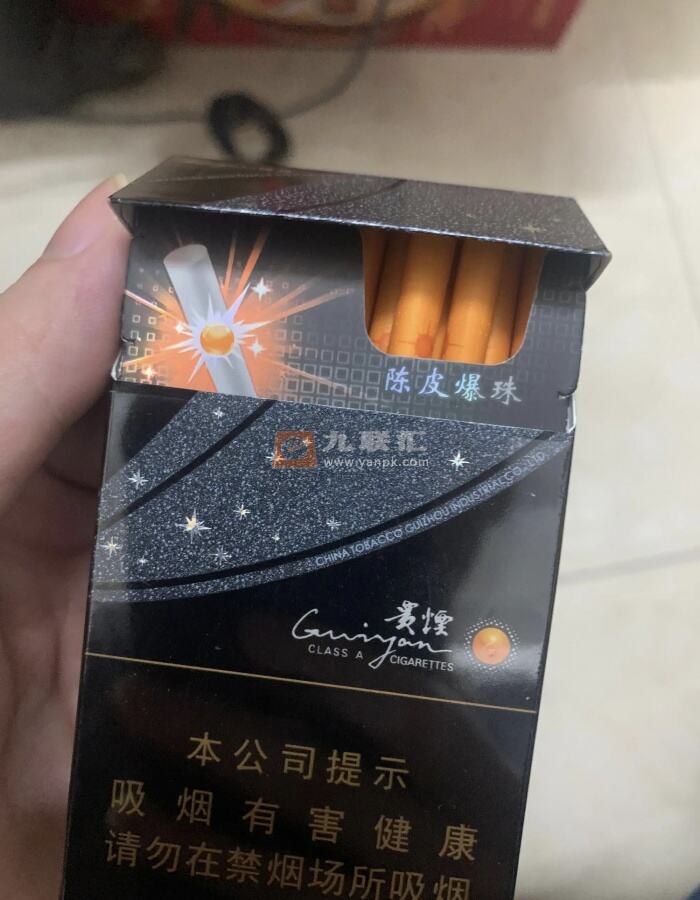 陈皮爆珠
九联汇
www.yanpk.com
CHINA TOBACCO GUIZHOU INDUSTRIAL CO., LTD.
貴煙
Guiyan
CLASS A CIGARETTES
本公司提示
吸烟有害健康
请勿在禁烟场所吸烟